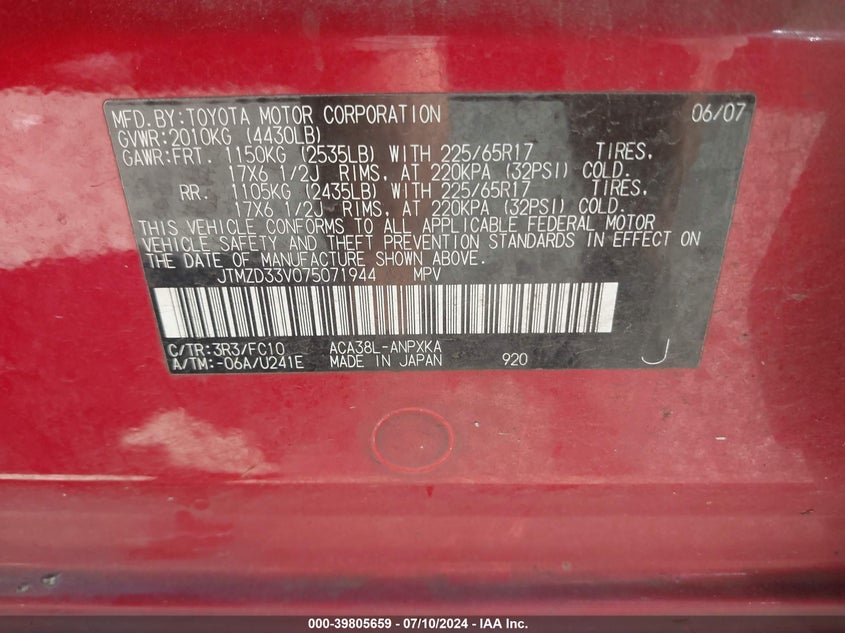 MFD.BY:TOYOTA MOTOR CORPORATION 06/07
GVWR:2010KG (4430LB)
GAWR:FRT. 1150KG (2535LB) WITH 225/65R17 TIRES,
17X6 1/2J RIMS, AT 220KPA (32PSI) COLD.
RR. 1105KG (2435LB) WITH 225/65R17 TIRES,
17X6 1/2J RIMS, AT 220KPA (32PSI) COLD.
THIS VEHICLE CONFORMS TO ALL APPLICABLE FEDERAL MOTOR
VEHICLE SAFETY AND THEFT PREVENTION STANDARDS IN EFFECT ON
THE DATE OF MANUFACTURE SHOWN ABOVE.
JTMZD33V075071944 MPV
C/TR:3R3/FC10 ACA38L-ANPXKA
A/TM:-06A/U241E MADE IN JAPAN 920 J
000-39805659 / 07/10/2024 - IAA Inc.